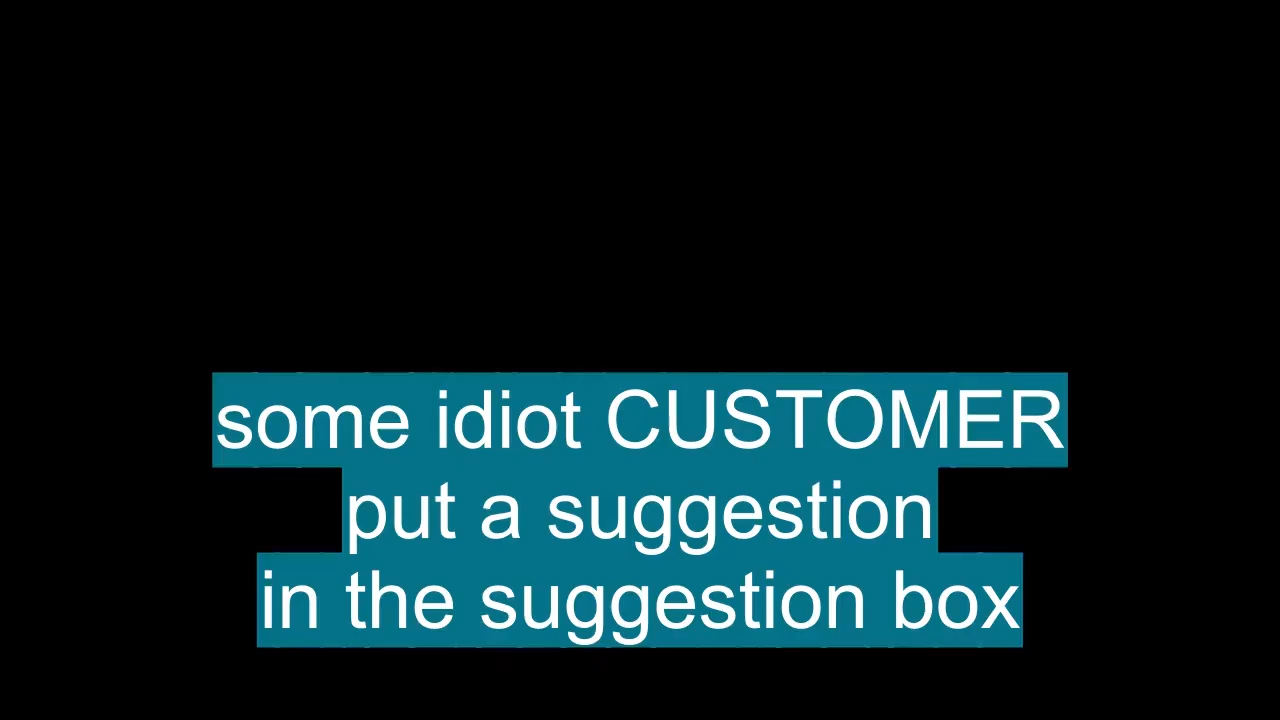 some idiot CUSTOMER
put a suggestion
in the suggestion box